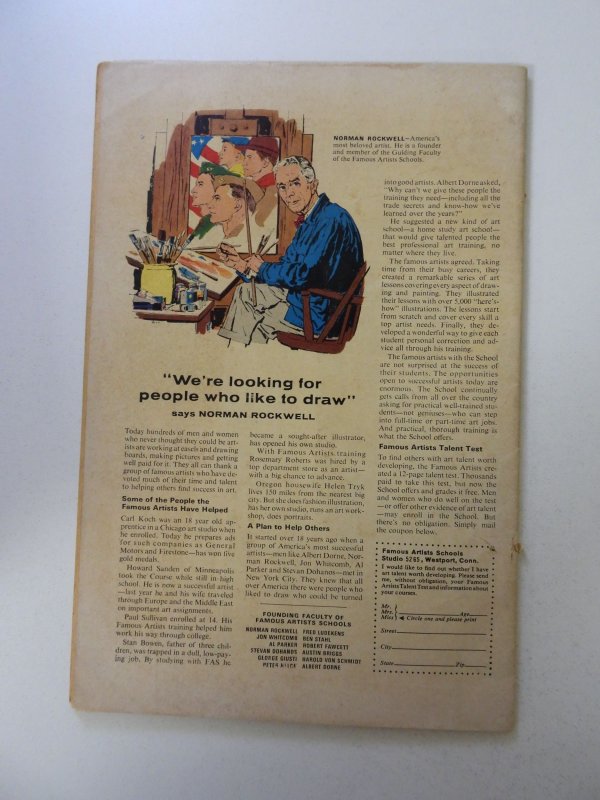 NORMAN ROCKWELL—America's
most beloved artist. He is a founder
and member of the Guiding Faculty
of the Famous Artists Schools.
"We're looking for
people who like to draw"
says NORMAN ROCKWELL
Today hundreds of men and women
who never thought they could be art-
ists are working at easels and drawing
boards, making pictures and getting
well paid for it. They all can thank a
group of famous artists who have de-
voted much of their time and talent
to helping others find success in art.
Some of the People the
Famous Artists Have Helped
Carl Koch was an 18 year old ap-
prentice in a Chicago art studio when
he enrolled. Today he prepares ads
for such companies as General
Motors and Firestone—has won five
gold medals.
Howard Sanden of Minneapolis
took the Course while still in high
school. He is now a successful artist
—last year he and his wife traveled
through Europe and the Middle East
on important art assignments.
Paul Sullivan enrolled at 14. His
Famous Artists training helped him
work his way through college.
Stan Bowen, father of three chil-
dren, was trapped in a dull, low-pay-
ing job. By studying with FAS he
became a sought-after illustrator,
has opened his own studio.
With Famous Artists training
Rosemary Roberts was hired by a
top department store as an artist—
with a big chance to advance.
Oregon housewife Helen Tryk
lives 150 miles from the nearest big
city. But she does fashion illustration,
has her own studio, runs an art work-
shop, does portraits.
A Plan to Help Others
It started over 18 years ago when a
group of America's most successful
artists—men like Albert Dorne, Nor-
man Rockwell, Jon Whitcomb, Al
Parker and Stevan Dohanos—met in
New York City. They knew that all
over America there were people who
liked to draw who could be turned
FOUNDING FACULTY OF
FAMOUS ARTISTS SCHOOLS
NORMAN ROCKWELL FRED LUDEKENS
JON WHITCOMB BEN STAHL
AL PARKER ROBERT FAWCETT
STEVAN DOHANOS AUSTIN BRIGGS
GEORGE GIUSTI HAROLD VON SCHMIDT
PETER HELCK ALBERT DORNE
into good artists. Albert Dorne asked,
"Why can't we give these people the
training they need—including all the
trade secrets and know-how we've
learned over the years?"
He suggested a new kind of art
school—a home study art school—
that would give talented people the
best professional art training, no
matter where they live.
The famous artists agreed. Taking
time from their busy careers, they
created a remarkable series of art
lessons covering every aspect of draw-
ing and painting. They illustrated
their lessons with over 5,000 "here's-
how" illustrations. The lessons start
from scratch and cover every skill a
top artist needs. Finally, they de-
veloped a wonderful way to give each
student personal correction and ad-
vice all through his training.
The famous artists with the School
are not surprised at the success of
their students. The opportunities
open to successful artists today are
enormous. The School continually
gets calls from all over the country
asking for practical well-trained stu-
dents—not geniuses—who can step
into full-time or part-time art jobs.
And practical, thorough training is
what the School offers.
Famous Artists Talent Test
To find others with art talent worth
developing, the Famous Artists cre-
ated a 12-page talent test. Thousands
paid to take this test, but now the
School offers and grades it free. Men
and women who do well on the test
—or offer other evidence of art talent
—may enroll in the School. But
there's no obligation. Simply mail
the coupon below.
Famous Artists Schools
Studio 5265, Westport, Conn.
I would like to find out whether I have
art talent worth developing. Please send
me, without obligation, your Famous
Artists Talent Test and information about
your courses.
Mr.
Mrs. Age
Miss Circle one and please print
Street
City
State Zip